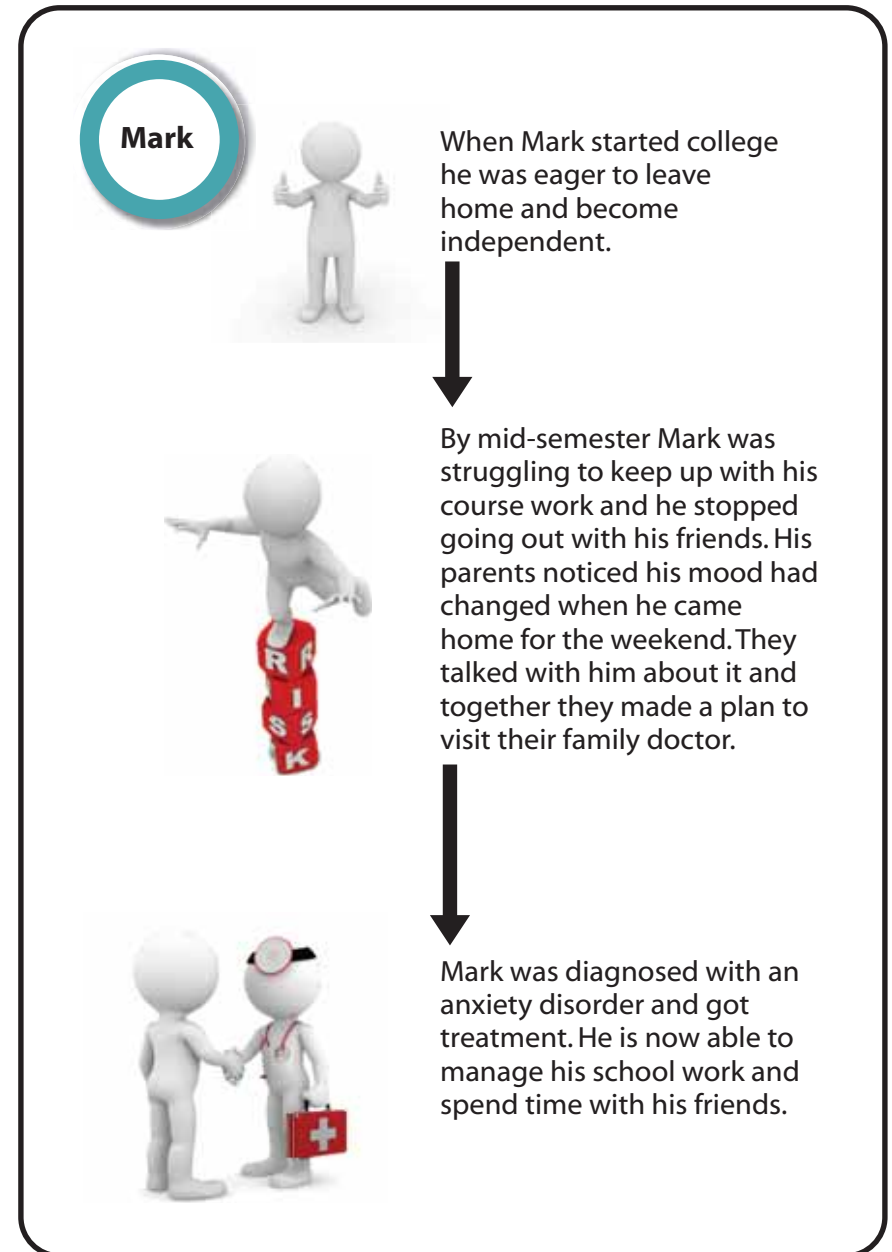 Mark
When Mark started college
he was eager to leave
home and become
independent.
By mid-semester Mark was
struggling to keep up with his
course work and he stopped
going out with his friends. His
parents noticed his mood had
changed when he came
home for the weekend. They
talked with him about it and
together they made a plan to
visit their family doctor.
R R
I
S S
K
Mark was diagnosed with an
anxiety disorder and got
treatment. He is now able to
manage his school work and
spend time with his friends.